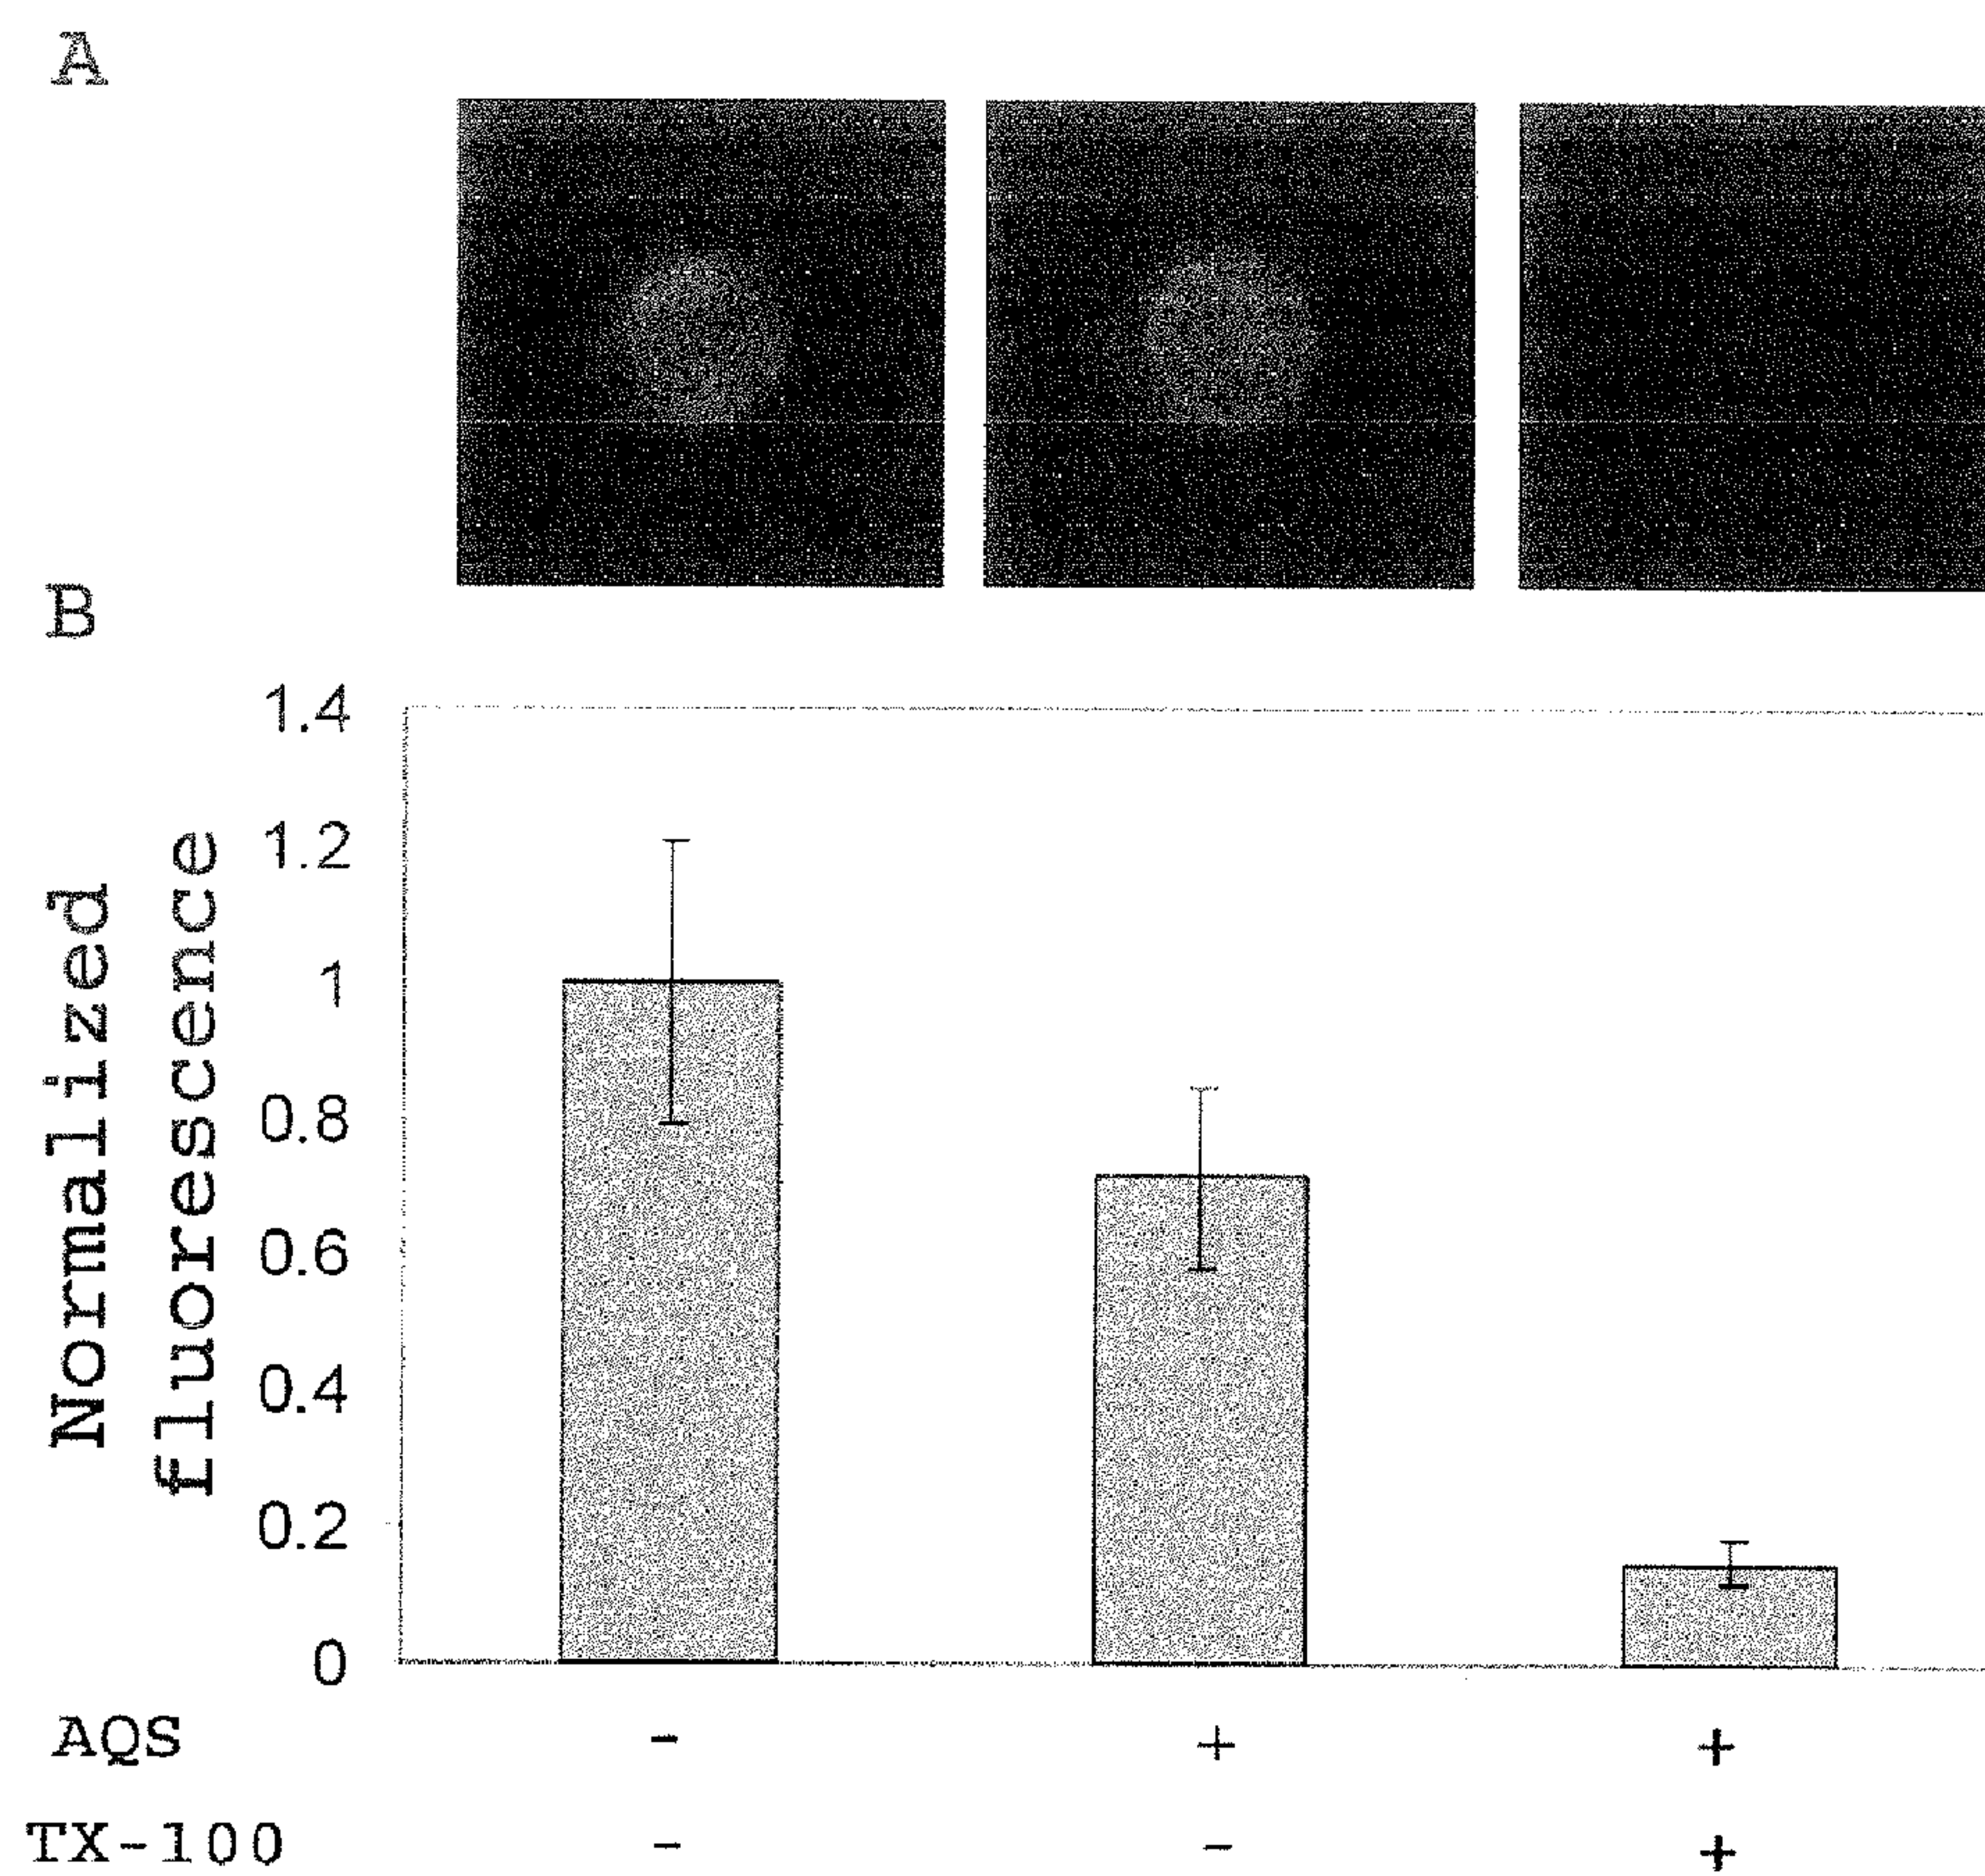 A
B
Normalized
fluorescence
1.4
1.2
1
0.8
0.6
0.4
0.2
0
AQS - + +
TX-100 - - +